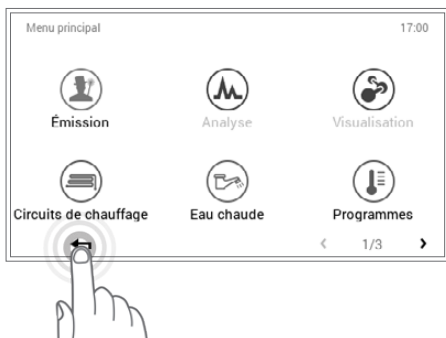 Menu principal 17:00
Émission Analyse Visualisation
Circuits de chauffage Eau chaude Programmes
1/3